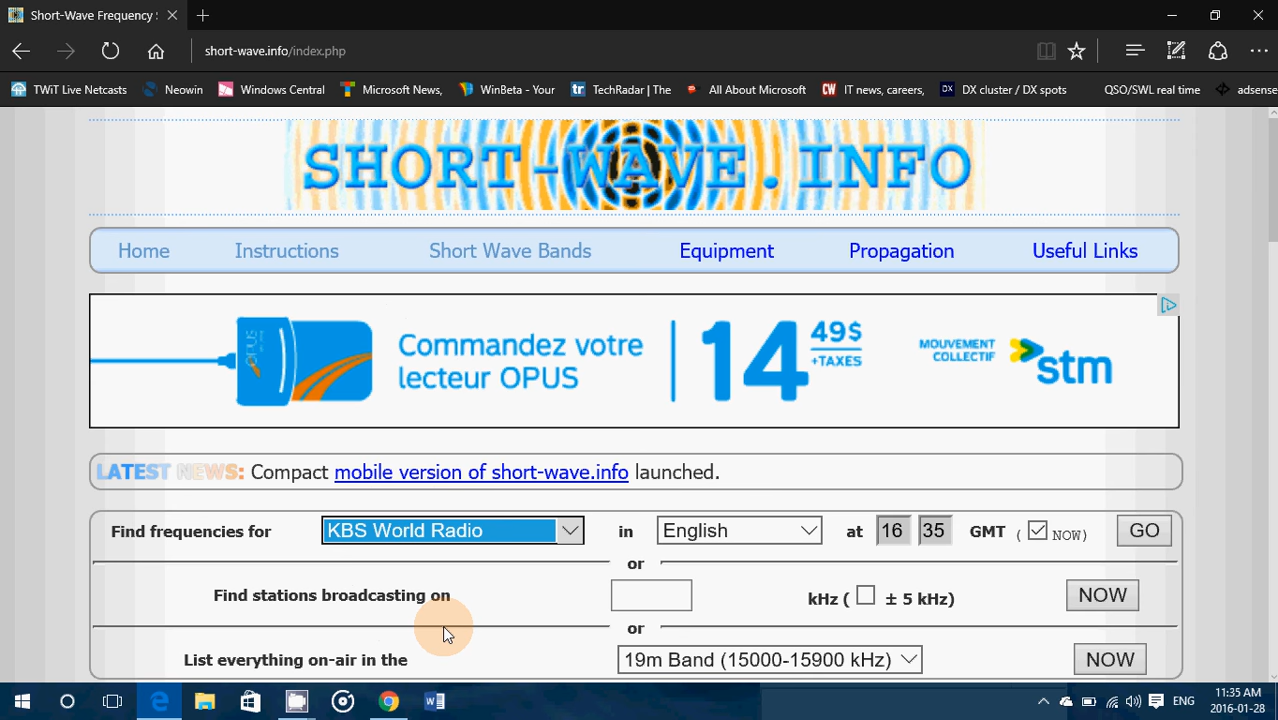 Short-Wave Frequency S
short-wave.info/index.php
TWiT Live Netcasts Neowin Windows Central Microsoft News, WinBeta - Your tr TechRadar | The All About Microsoft CW IT news, careers, DX DX cluster / DX spots QSO/SWL real time adsense
SHORT-WAVE.INFO
Home Instructions Short Wave Bands Equipment Propagation Useful Links
Commandez votre
lecteur OPUS
OPUS
14 49$
+TAXES
MOUVEMENT
COLLECTIF
stm
LATEST NEWS: Compact mobile version of short-wave.info launched.
Find frequencies for KBS World Radio in English at 16 35 GMT ( NOW) GO
or
Find stations broadcasting on kHz ( ± 5 kHz) NOW
or
List everything on-air in the 19m Band (15000-15900 kHz) NOW
ENG
11:35 AM
2016-01-28